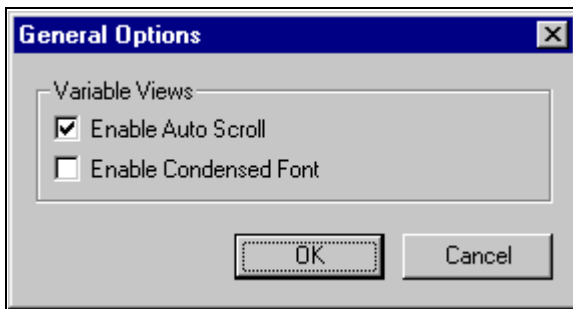 General Options
Variable Views
Enable Auto Scroll
Enable Condensed Font
OK Cancel